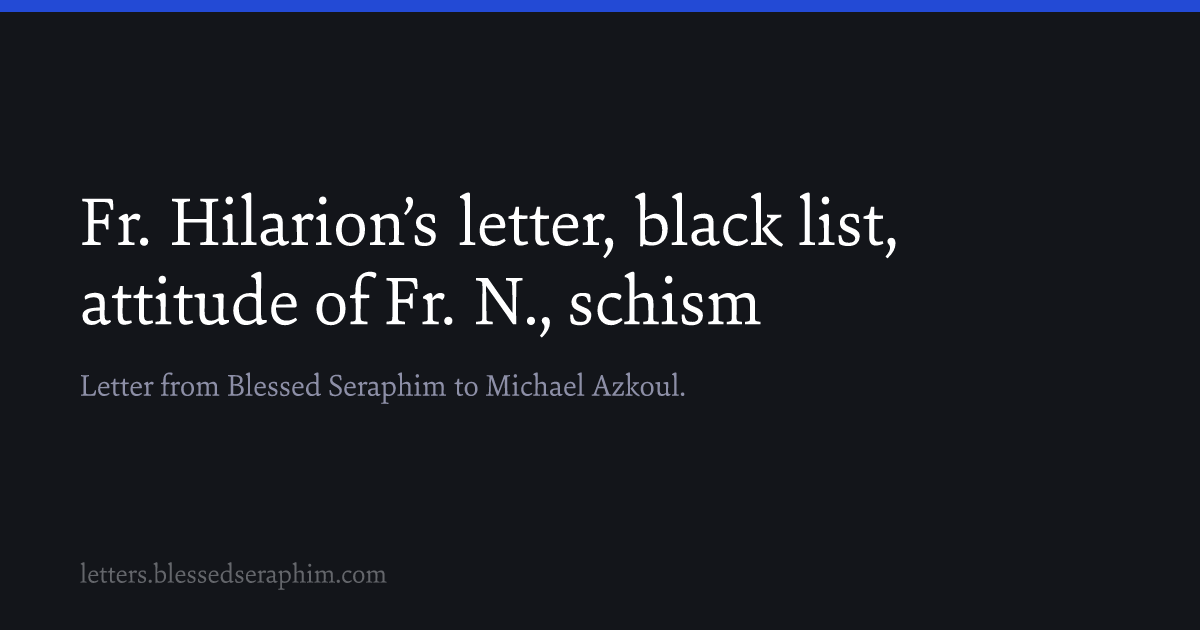 Fr. Hilarion’s letter, black list,
attitude of Fr. N., schism
Letter from Blessed Seraphim to Michael Azkoul.
letters.blessedseraphim.com